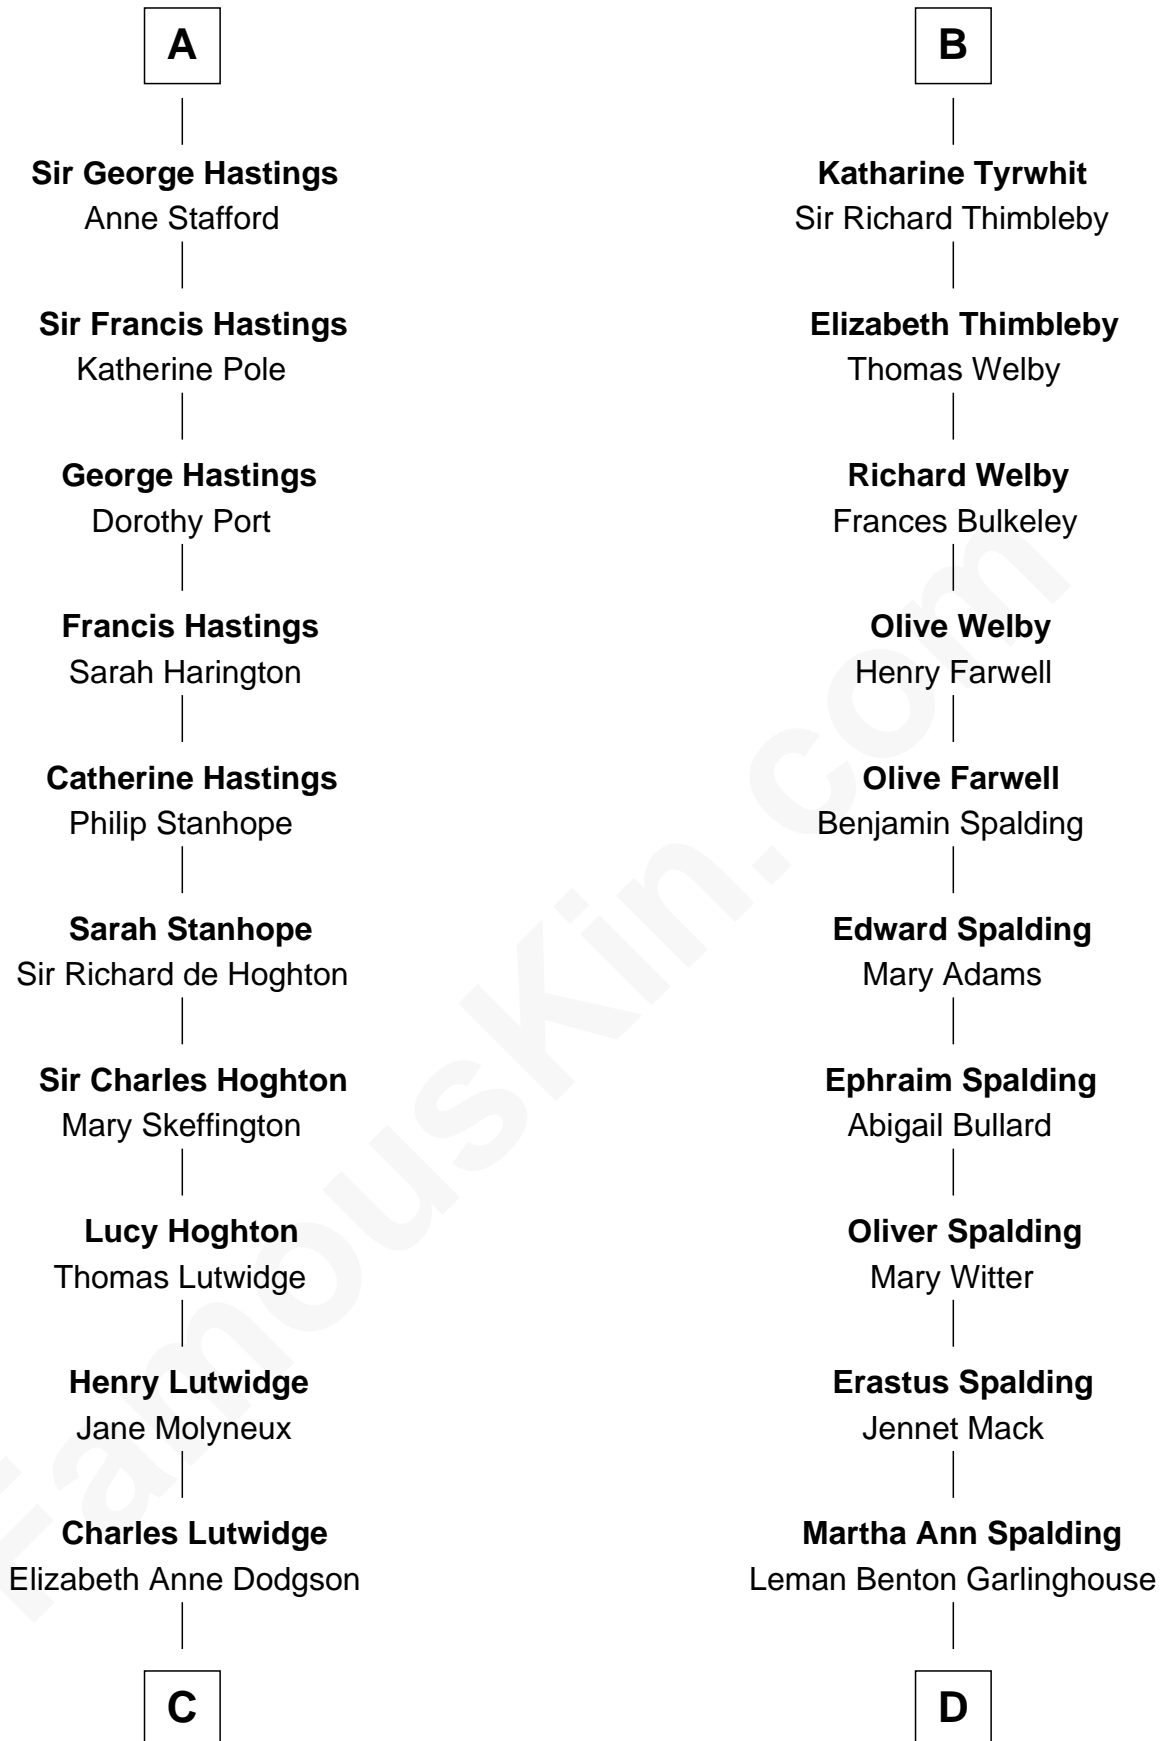 A
Sir George Hastings
Anne Stafford
Sir Francis Hastings
Katherine Pole
George Hastings
Dorothy Port
Francis Hastings
Sarah Harington
Catherine Hastings
Philip Stanhope
Sarah Stanhope
Sir Richard de Hoghton
Sir Charles Hoghton
Mary Skeffington
Lucy Hoghton
Thomas Lutwidge
Henry Lutwidge
Jane Molyneux
Charles Lutwidge
Elizabeth Anne Dodgson
C
B
Katharine Tyrwhit
Sir Richard Thimbleby
Elizabeth Thimbleby
Thomas Welby
Richard Welby
Frances Bulkeley
Olive Welby
Henry Farwell
Olive Farwell
Benjamin Spalding
Edward Spalding
Mary Adams
Ephraim Spalding
Abigail Bullard
Oliver Spalding
Mary Witter
Erastus Spalding
Jennet Mack
Martha Ann Spalding
Leman Benton Garlinghouse
D
FamousKin.com